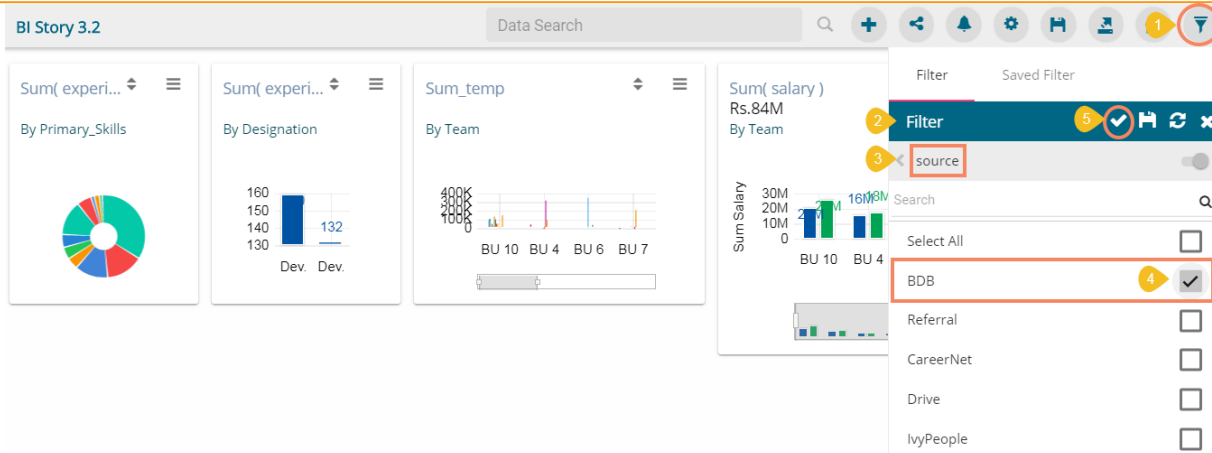 BI Story 3.2
Data Search
1
Sum( experi...
By Primary_Skills
Sum( experi...
By Designation
160
150
140
130
132
Dev. Dev.
Sum_temp
By Team
400K
300K
200K
100K
0
BU 10 BU 4 BU 6 BU 7
Sum( salary )
Rs.84M
By Team
Sum Salary
30M
20M
10M
0
16M
18M
BU 10 BU 4
Filter Saved Filter
2 Filter 5
3 source
Search
Select All
BDB 4
Referral
CareerNet
Drive
IvyPeople